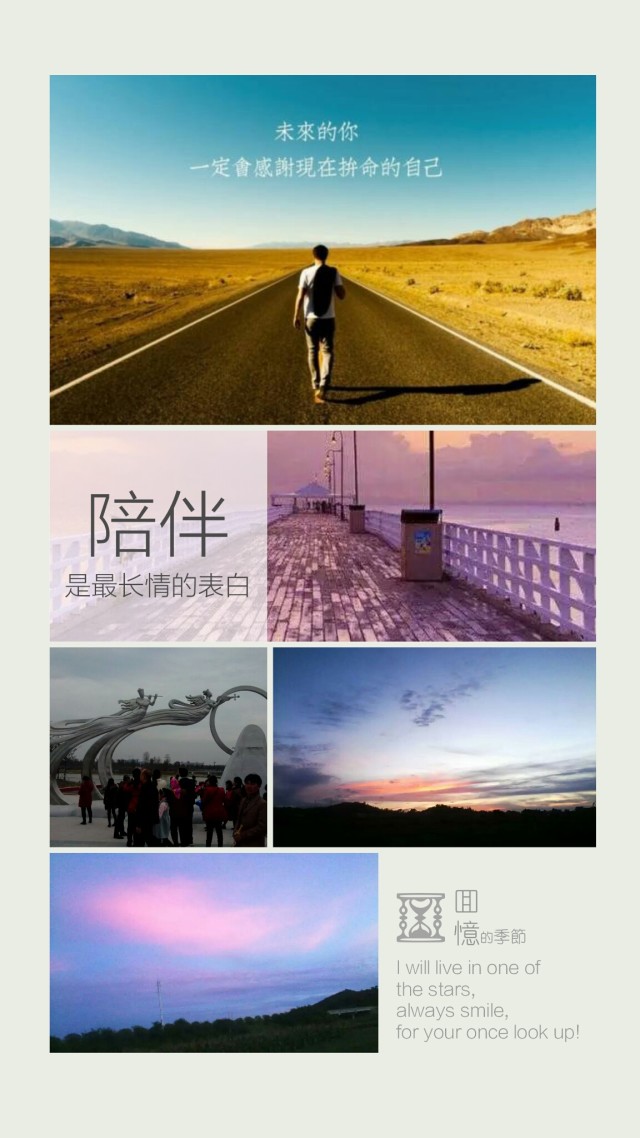 未來的你
一定會感謝現在拚命的自己
陪伴
是最长情的表白
回
憶的季節
I will live in one of
the stars,
always smile,
for your once look up!